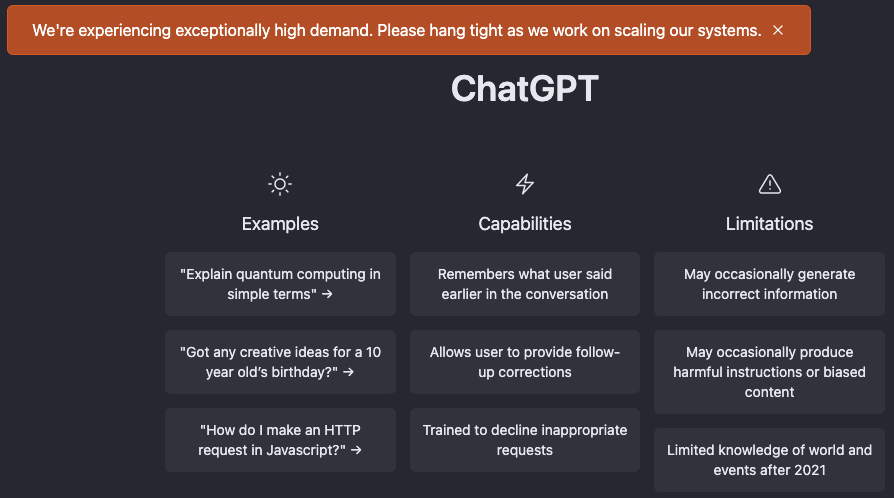 We're experiencing exceptionally high demand. Please hang tight as we work on scaling our systems. ×
ChatGPT
Examples
"Explain quantum computing in
simple terms" →
"Got any creative ideas for a 10
year old’s birthday?" →
"How do I make an HTTP
request in Javascript?" →
Capabilities
Remembers what user said
earlier in the conversation
Allows user to provide follow-
up corrections
Trained to decline inappropriate
requests
Limitations
May occasionally generate
incorrect information
May occasionally produce
harmful instructions or biased
content
Limited knowledge of world and
events after 2021